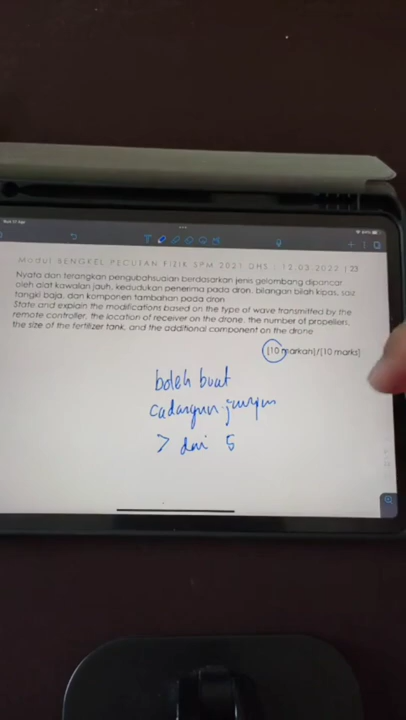 Modul BENGKEL PECUTAN FIZIK SPM 2021 DHS : 12.03.2022 | 23
Nyata dan terangkan pengubahsuaian berdasarkan jenis gelombang dipancar
oleh alat kawalan jauh, kedudukan penerima pada dron, bilangan bilah kipas, saiz
tangki baja, dan komponen tambahan pada dron
State and explain the modifications based on the type of wave transmitted by the
remote controller, the location of receiver on the drone, the number of propellers,
the size of the fertilizer tank, and the additional component on the drone
[10 markah]/[10 marks]
boleh buat
cadangan jangan
> dari 5